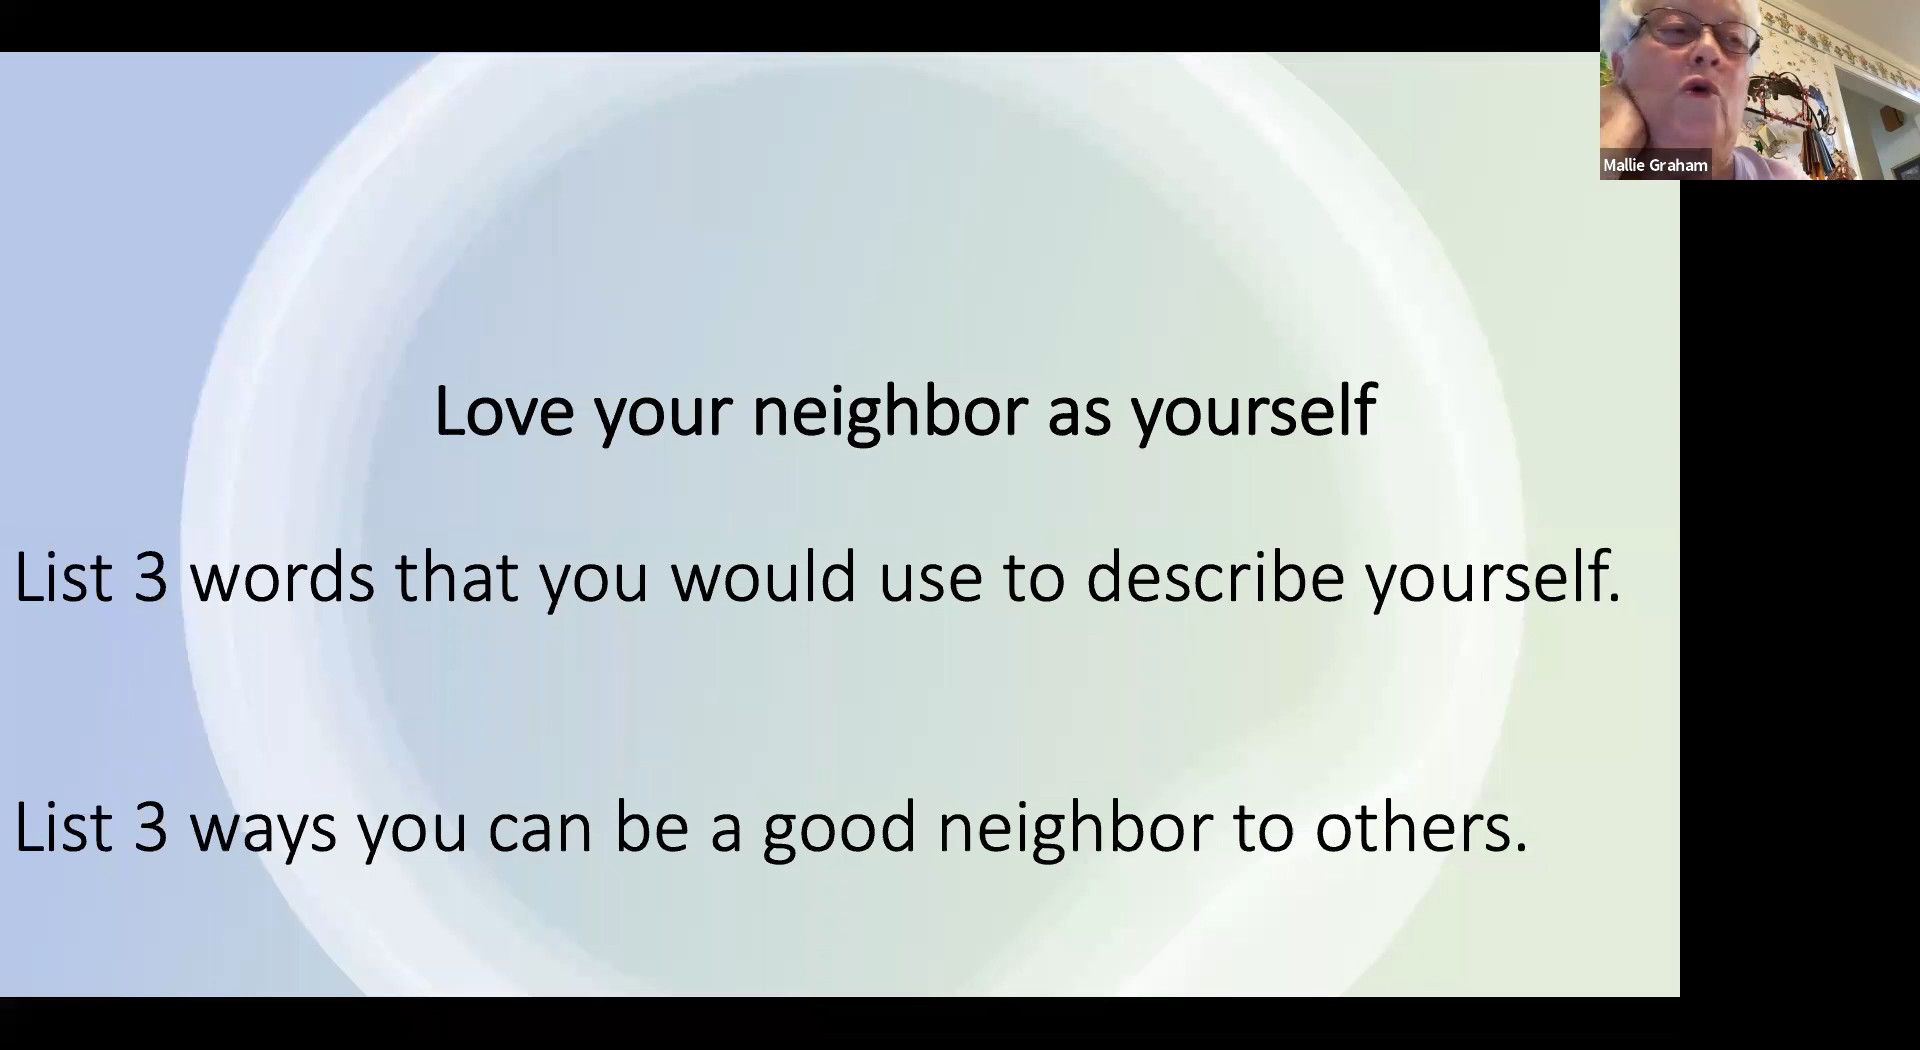 Mallie Graham
Love your neighbor as yourself
List 3 words that you would use to describe yourself.
List 3 ways you can be a good neighbor to others.